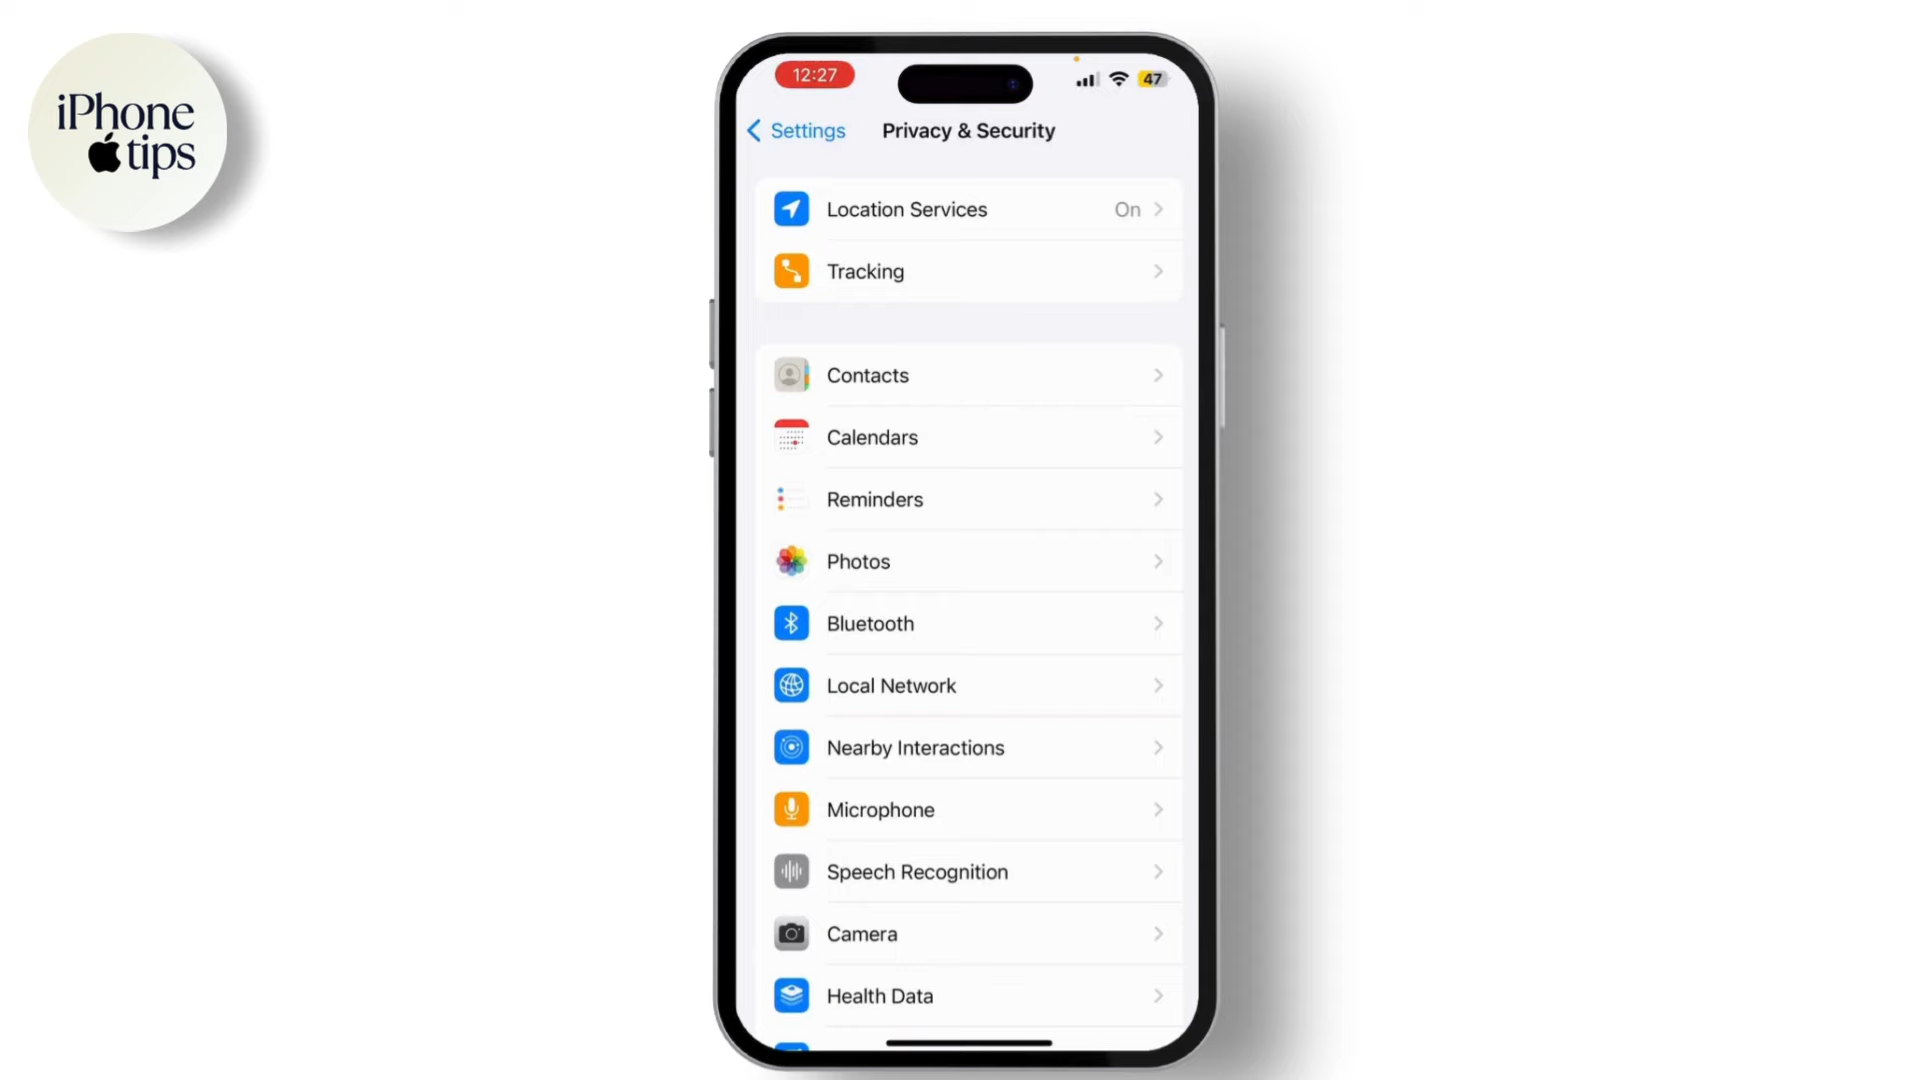 iPhone
tips
12:27
47
Settings
Privacy & Security
Location Services
On
Tracking
Contacts
Calendars
Reminders
Photos
Bluetooth
Local Network
Nearby Interactions
Microphone
Speech Recognition
Camera
Health Data